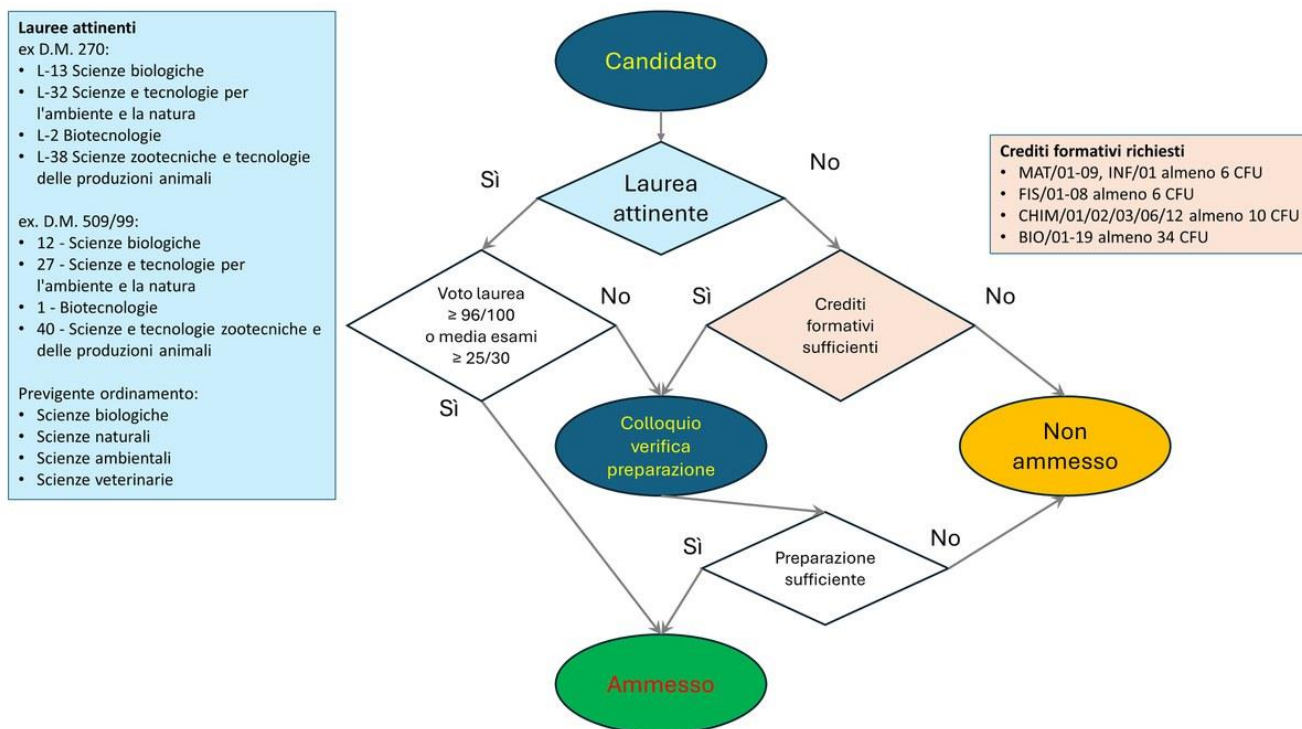 Lauree attinenti
ex D.M. 270:
• L-13 Scienze biologiche
• L-32 Scienze e tecnologie per
l'ambiente e la natura
• L-2 Biotecnologie
• L-38 Scienze zootecniche e tecnologie
delle produzioni animali
ex. D.M. 509/99:
• 12 - Scienze biologiche
• 27 - Scienze e tecnologie per
l'ambiente e la natura
• 1 - Biotecnologie
• 40 - Scienze e tecnologie zootecniche e
delle produzioni animali
Previgente ordinamento:
• Scienze biologiche
• Scienze naturali
• Scienze ambientali
• Scienze veterinarie
Candidato
Sì
No
Laurea
attinente
Crediti formativi richiesti
• MAT/01-09, INF/01 almeno 6 CFU
• FIS/01-08 almeno 6 CFU
• CHIM/01/02/03/06/12 almeno 10 CFU
• BIO/01-19 almeno 34 CFU
Voto laurea
≥ 96/100
o media esami
≥ 25/30
No
Sì
Sì
Crediti
formativi
sufficienti
No
Colloquio
verifica
preparazione
Non
ammesso
Sì
Preparazione
sufficiente
No
Ammesso